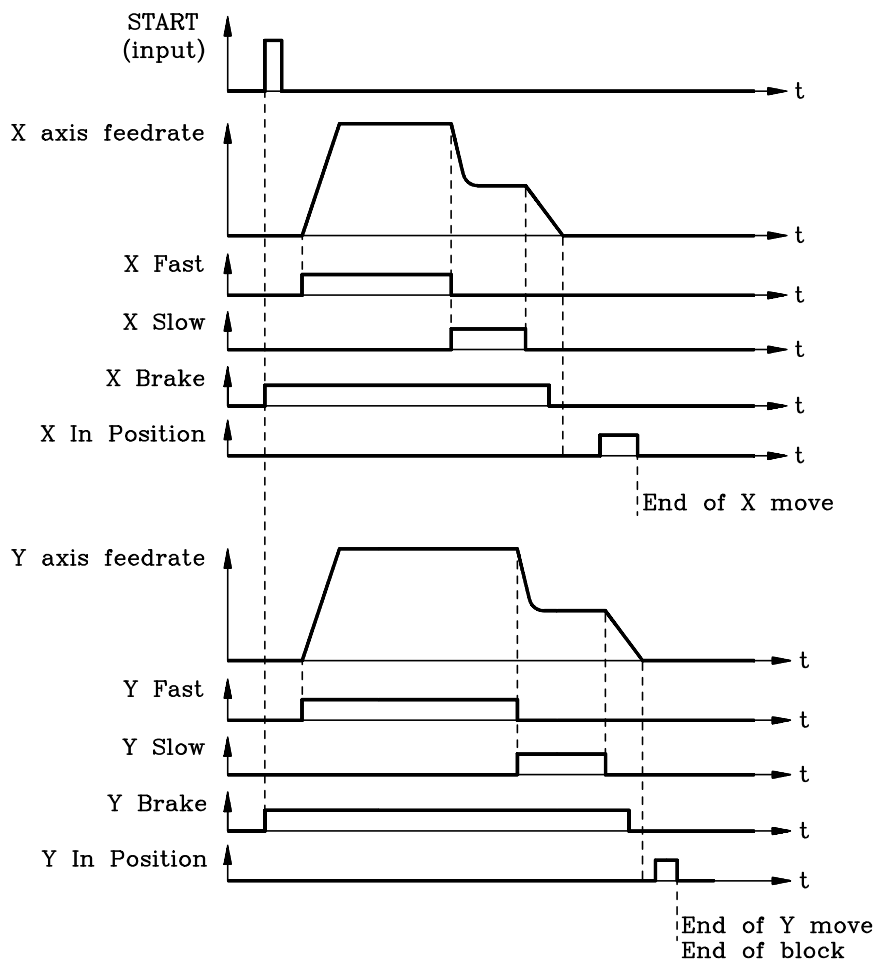 START
(input)
t
X axis feedrate
t
X Fast
t
X Slow
t
X Brake
t
X In Position
t
End of X move
Y axis feedrate
t
Y Fast
t
Y Slow
t
Y Brake
t
Y In Position
t
End of Y move
End of block